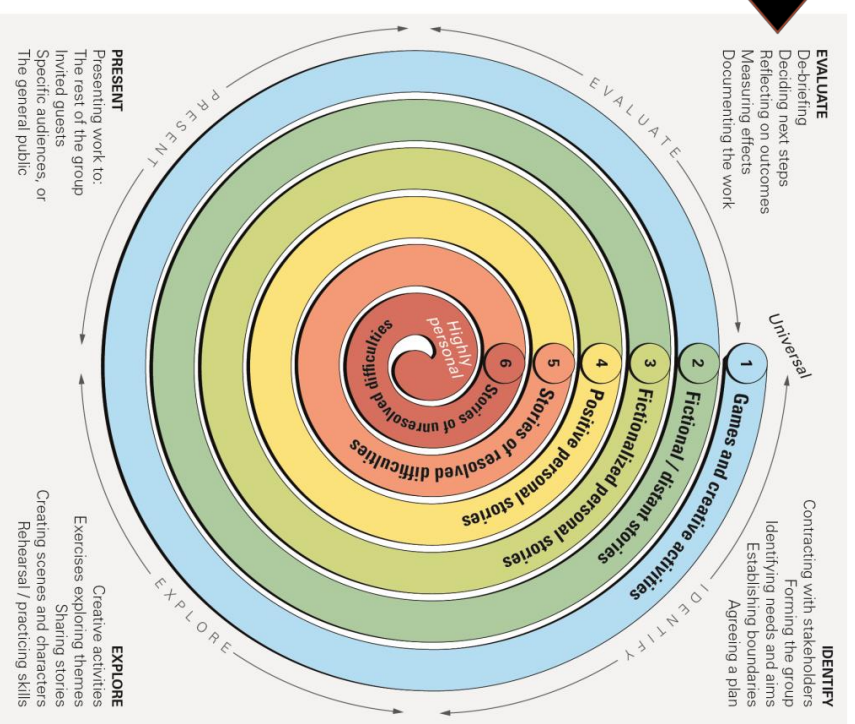 EVALUATE
De-briefing
Deciding next steps
Reflecting on outcomes
Measuring effects
Documenting the work
PRESENT
Presenting work to:
The rest of the group
Invited guests
Specific audiences, or
The general public
IDENTIFY
Contracting with stakeholders
Forming the group
Identifying needs and aims
Establishing boundaries
Agreeing a plan
EXPLORE
Creative activities
Exercises exploring themes
Sharing stories
Creating scenes and characters
Rehearsal / practicing skills
EVALUATE
PRESENT
IDENTIFY
EXPLORE
Universal
1 Games and creative activities
2 Fictional / distant stories
3 Fictionalized personal stories
4 Positive personal stories
5 Stories of resolved difficulties
6 Stories of unresolved difficulties
Highly
personal